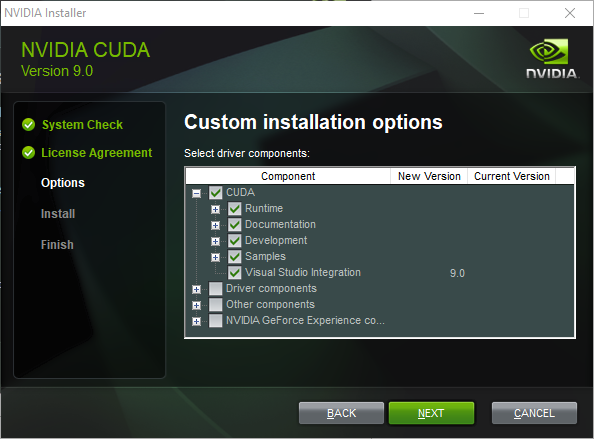 NVIDIA Installer
NVIDIA CUDA
Version 9.0
NVIDIA.
System Check
License Agreement
Options
Install
Finish
Custom installation options
Select driver components:
Component New Version Current Version
CUDA
Runtime
Documentation
Development
Samples
Visual Studio Integration 9.0
Driver components
Other components
NVIDIA GeForce Experience co...
BACK NEXT CANCEL